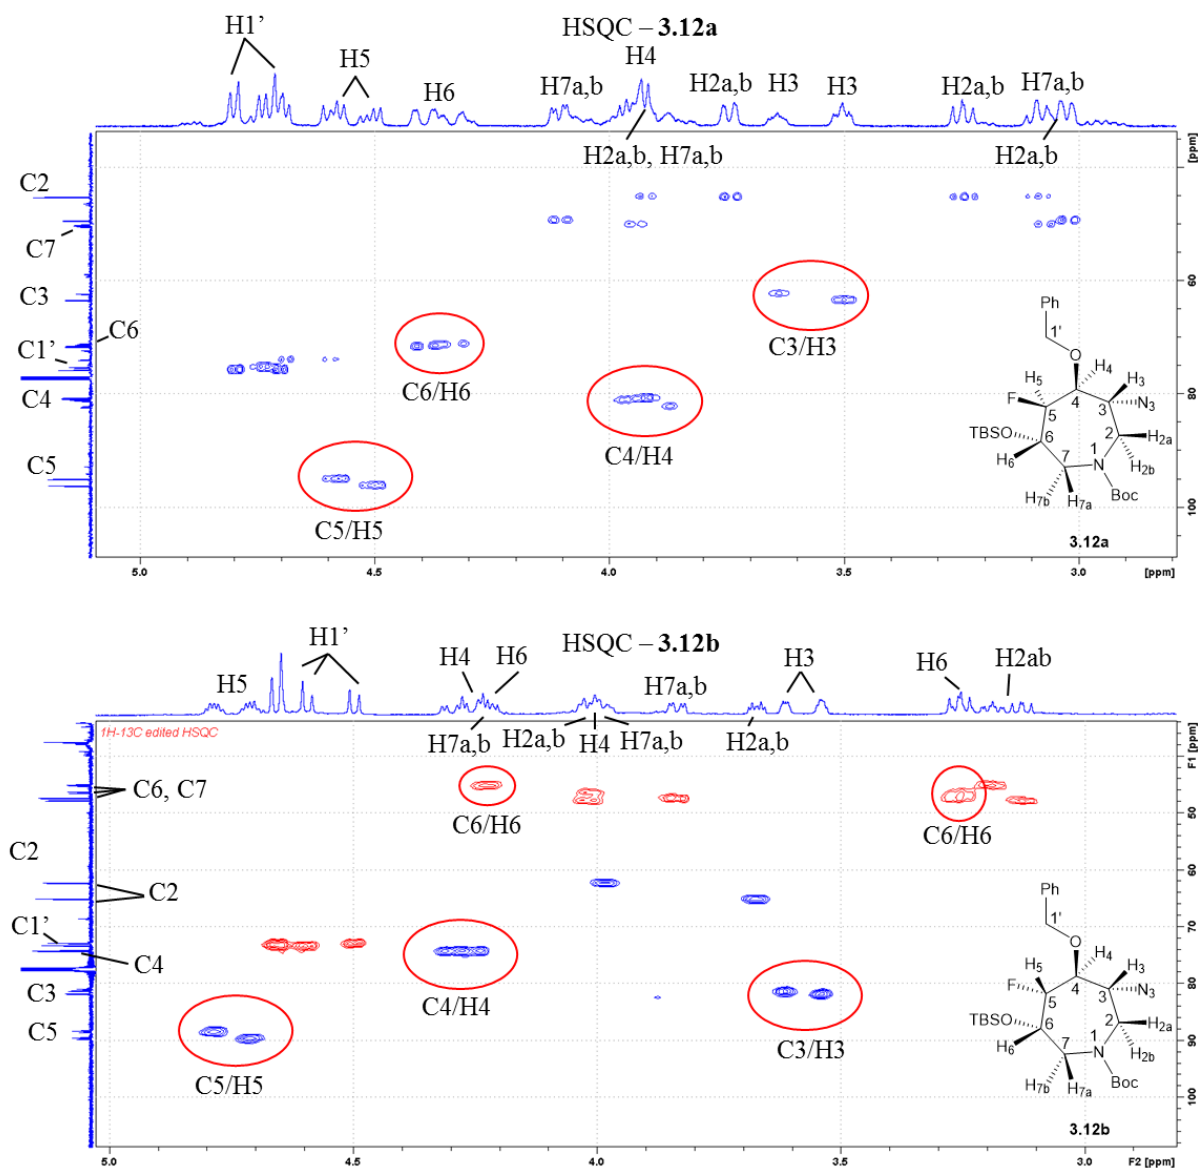 HSQC – 3.12a
H1’
H5
H6
H7a,b
H4
H2a,b
H3
H3
H2a,b
H7a,b
H2a,b, H7a,b
H2a,b
[ppm]
C2
C7
C3
C6
C1’
C4
C5
C3/H3
C6/H6
C4/H4
C5/H5
60
80
100
Ph
1'
O
H4
H5
H3
F
4
3
N3
5
2
TBSO
6
H2a
H6
7
1
N
H2b
H7b
H7a
Boc
3.12a
5.0
4.5
4.0
3.5
3.0
[ppm]
HSQC – 3.12b
H1’
H5
H4
H6
H7a,b
H3
H6
H2ab
H7a,b
H2a,b
H4
H7a,b
H2a,b
1H-13C edited HSQC
F1 [ppm]
C6, C7
C2
C2
C1’
C4
C3
C5
C6/H6
C6/H6
C4/H4
C3/H3
C5/H5
50
60
70
80
90
100
Ph
1'
O
H4
H5
H3
F
4
3
N3
5
2
TBSO
6
H2a
H6
7
1
N
H2b
H7b
H7a
Boc
3.12b
5.0
4.5
4.0
3.5
3.0
F2 [ppm]